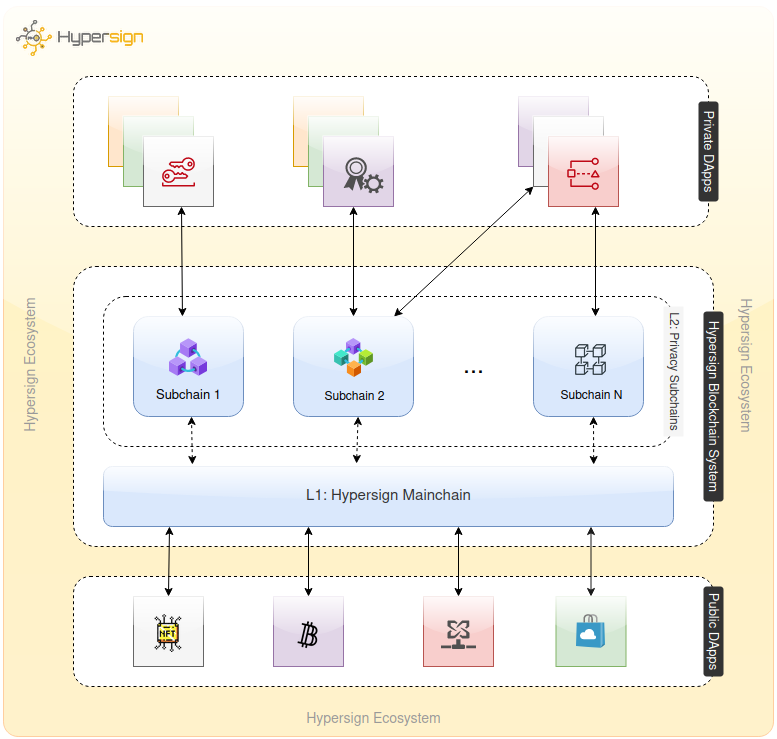 Hypersign
Private DApps
Hypersign Ecosystem
L2: Privacy Subchains
Hypersign Blockchain System
Hypersign Ecosystem
Subchain 1
Subchain 2
...
Subchain N
L1: Hypersign Mainchain
NFT
Public DApps
Hypersign Ecosystem